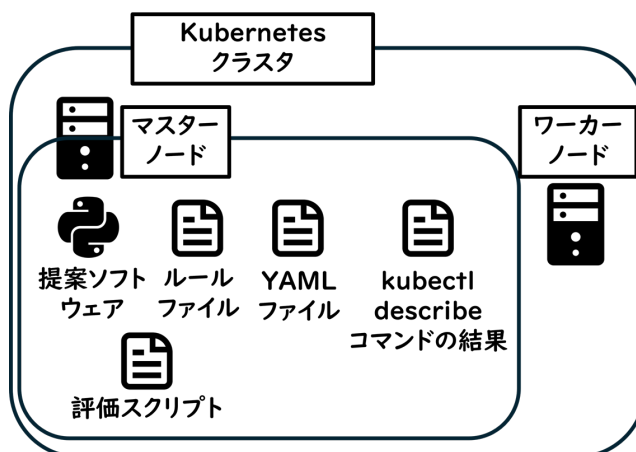 Kubernetes
クラスタ
マスター
ノード
ワーカー
ノード
提案ソフト
ウェア
ルール
ファイル
YAML
ファイル
kubectl
describe
コマンドの結果
評価スクリプト